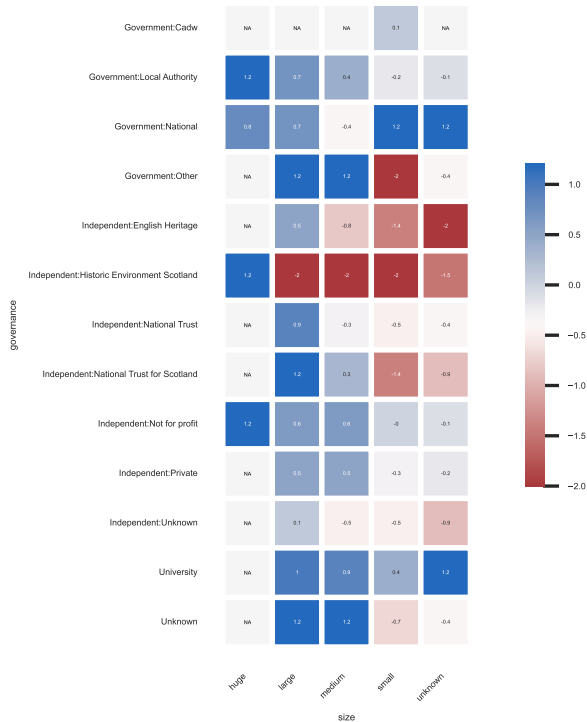 Government:Cadw NA NA NA 0.1 NA
Government:Local Authority 1.2 0.7 0.4 -0.2 -0.1
Government:National 0.8 0.7 -0.4 1.2 1.2
Government:Other NA 1.2 1.2 -2 -0.4
Independent:English Heritage NA 0.5 -0.8 -1.4 -2
Independent:Historic Environment Scotland 1.2 -2 -2 -2 -1.5
Independent:National Trust NA 0.9 -0.3 -0.5 -0.4
Independent:National Trust for Scotland NA 1.2 0.3 -1.4 -0.9
Independent:Not for profit 1.2 0.6 0.6 -0 -0.1
Independent:Private NA 0.5 0.5 -0.3 -0.2
Independent:Unknown NA 0.1 -0.5 -0.5 -0.9
University NA 1 0.9 0.4 1.2
Unknown NA 1.2 1.2 -0.7 -0.4
huge large medium small unknown
size
governance
1.0
0.5
0.0
−0.5
−1.0
−1.5
−2.0